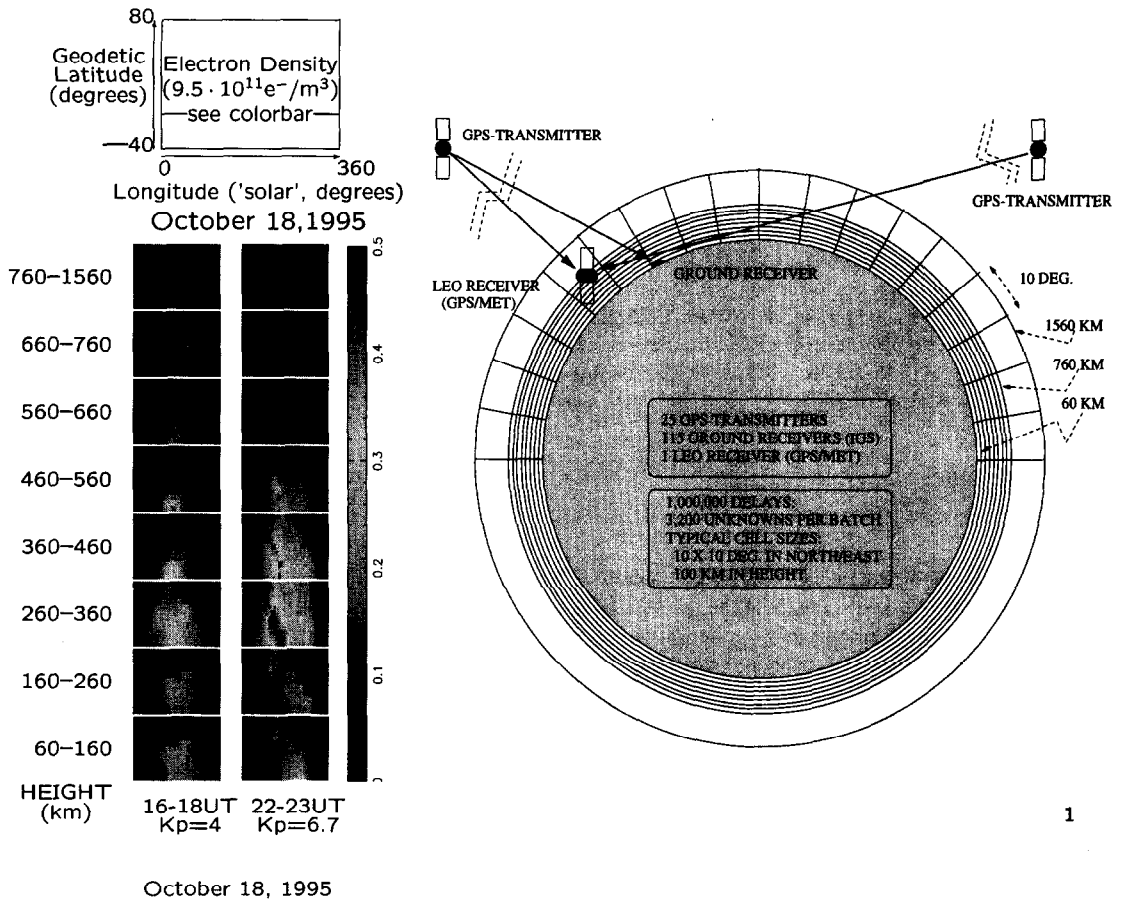 80
Geodetic
Latitude
(degrees)
Electron Density
(9.5 · 10¹¹e⁻/m³)
see colorbar
—40
0
360
Longitude ('solar', degrees)
October 18,1995
760−1560
660−760
560−660
460−560
360−460
260−360
160−260
60−160
HEIGHT
(km)
0.5
0.4
0.3
0.2
0.1
0
16-18UT
Kp=4
22-23UT
Kp=6.7
October 18, 1995
GPS-TRANSMITTER
GPS-TRANSMITTER
LEO RECEIVER
(GPS/MET)
GROUND RECEIVER
10 DEG.
1560 KM
760 KM
60 KM
25 GPS TRANSMITTERS
115 GROUND RECEIVERS (IGS)
1 LEO RECEIVER (GPS/MET)
1,000,000 DELAYS:
1,200 UNKNOWNS PER BATCH
TYPICAL CELL SIZES:
10 X 10 DEG. IN NORTH/EAST
100 KM IN HEIGHT
1